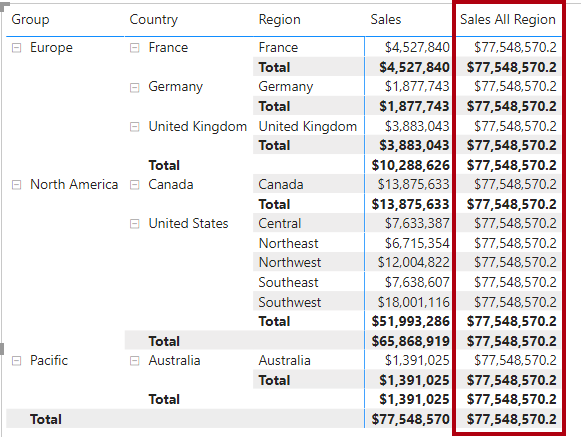 Group Country Region Sales Sales All Region
Europe France France $4,527,840 $77,548,570.2
Total $4,527,840 $77,548,570.2
Germany Germany $1,877,743 $77,548,570.2
Total $1,877,743 $77,548,570.2
United Kingdom United Kingdom $3,883,043 $77,548,570.2
Total $3,883,043 $77,548,570.2
Total $10,288,626 $77,548,570.2
North America Canada Canada $13,875,633 $77,548,570.2
Total $13,875,633 $77,548,570.2
United States Central $7,633,387 $77,548,570.2
Northeast $6,715,354 $77,548,570.2
Northwest $12,004,822 $77,548,570.2
Southeast $7,638,607 $77,548,570.2
Southwest $18,001,116 $77,548,570.2
Total $51,993,286 $77,548,570.2
Total $65,868,919 $77,548,570.2
Pacific Australia Australia $1,391,025 $77,548,570.2
Total $1,391,025 $77,548,570.2
Total $1,391,025 $77,548,570.2
Total $77,548,570 $77,548,570.2